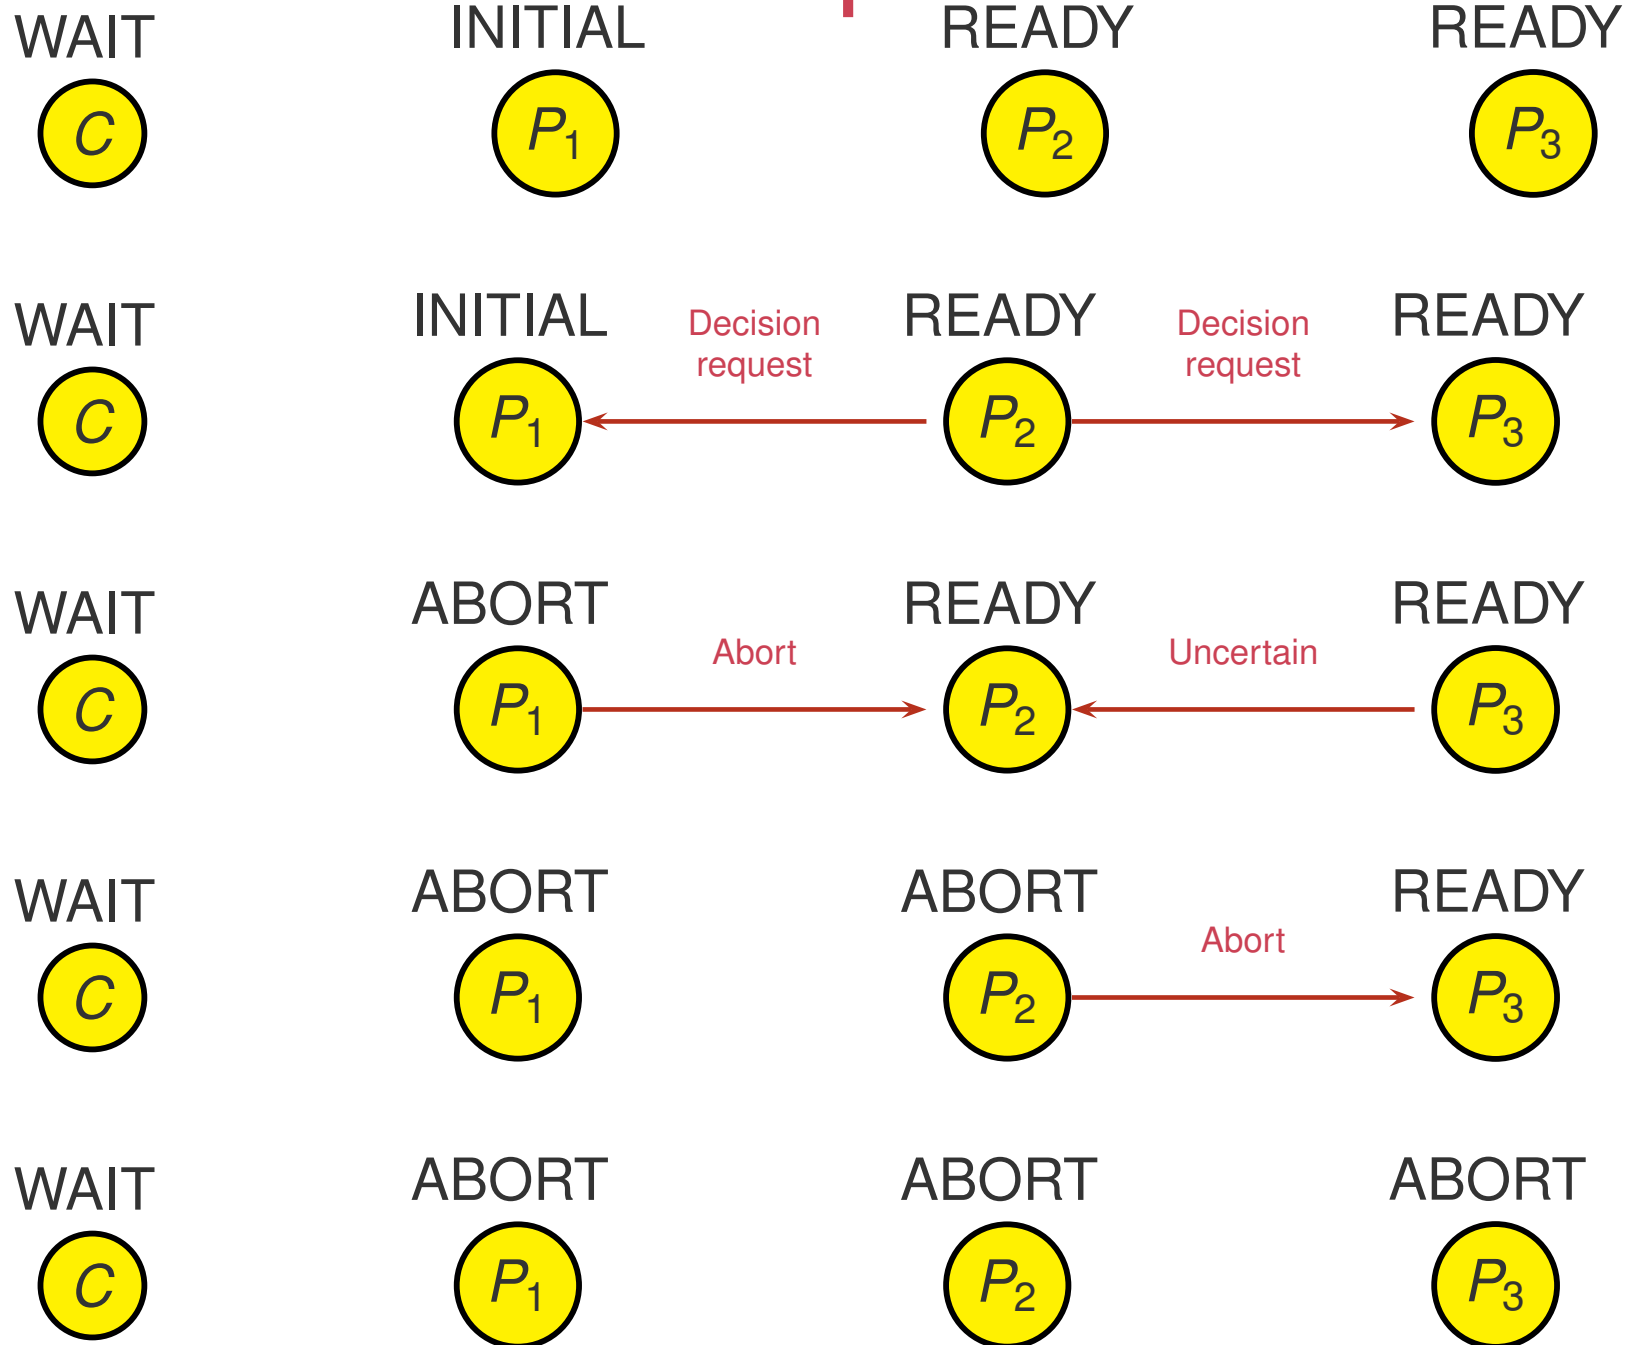 WAIT INITIAL READY READY
C P1 P2 P3
WAIT INITIAL Decision request READY Decision request READY
C P1 P2 P3
WAIT ABORT Abort READY Uncertain READY
C P1 P2 P3
WAIT ABORT ABORT Abort READY
C P1 P2 P3
WAIT ABORT ABORT ABORT
C P1 P2 P3